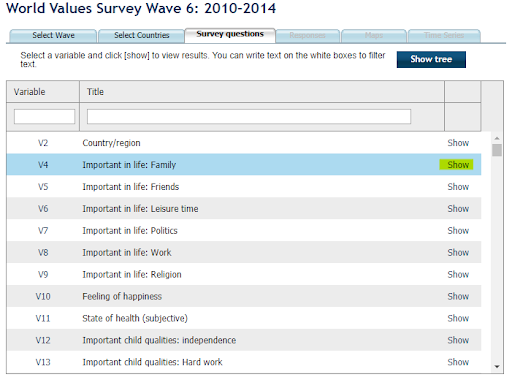 World Values Survey Wave 6: 2010-2014
Select Wave Select Countries Survey questions Responses Maps Time Series
Select a variable and click [show] to view results. You can write text on the white boxes to filter
text.
Show tree
Variable Title
V2 Country/region Show
V4 Important in life: Family Show
V5 Important in life: Friends Show
V6 Important in life: Leisure time Show
V7 Important in life: Politics Show
V8 Important in life: Work Show
V9 Important in life: Religion Show
V10 Feeling of happiness Show
V11 State of health (subjective) Show
V12 Important child qualities: independence Show
V13 Important child qualities: Hard work Show